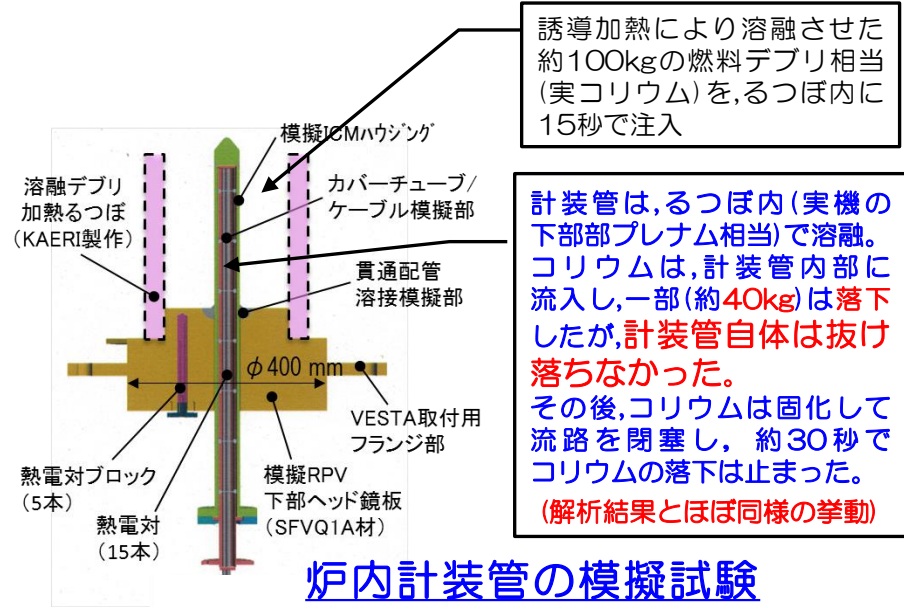 誘導加熱により溶融させた
約100kgの燃料デブリ相当
(実コリウム)を,るつぼ内に
15秒で注入
模擬ICMハウジング
溶融デブリ
加熱るつぼ
(KAERI製作)
カバーチューブ/
ケーブル模擬部
貫通配管
溶接模擬部
計装管は,るつぼ内(実機の
下部部プレナム相当)で溶融。
コリウムは,計装管内部に
流入し,一部(約40kg)は落下
したが,計装管自体は抜け
落ちなかった。
その後,コリウムは固化して
流路を閉塞し, 約30秒で
コリウムの落下は止まった。
(解析結果とほぼ同様の挙動)
φ400 mm
VESTA取付用
フランジ部
熱電対ブロック
(5本)
熱電対
(15本)
模擬RPV
下部ヘッド鏡板
(SFVQ1A材)
炉内計装管の模擬試験